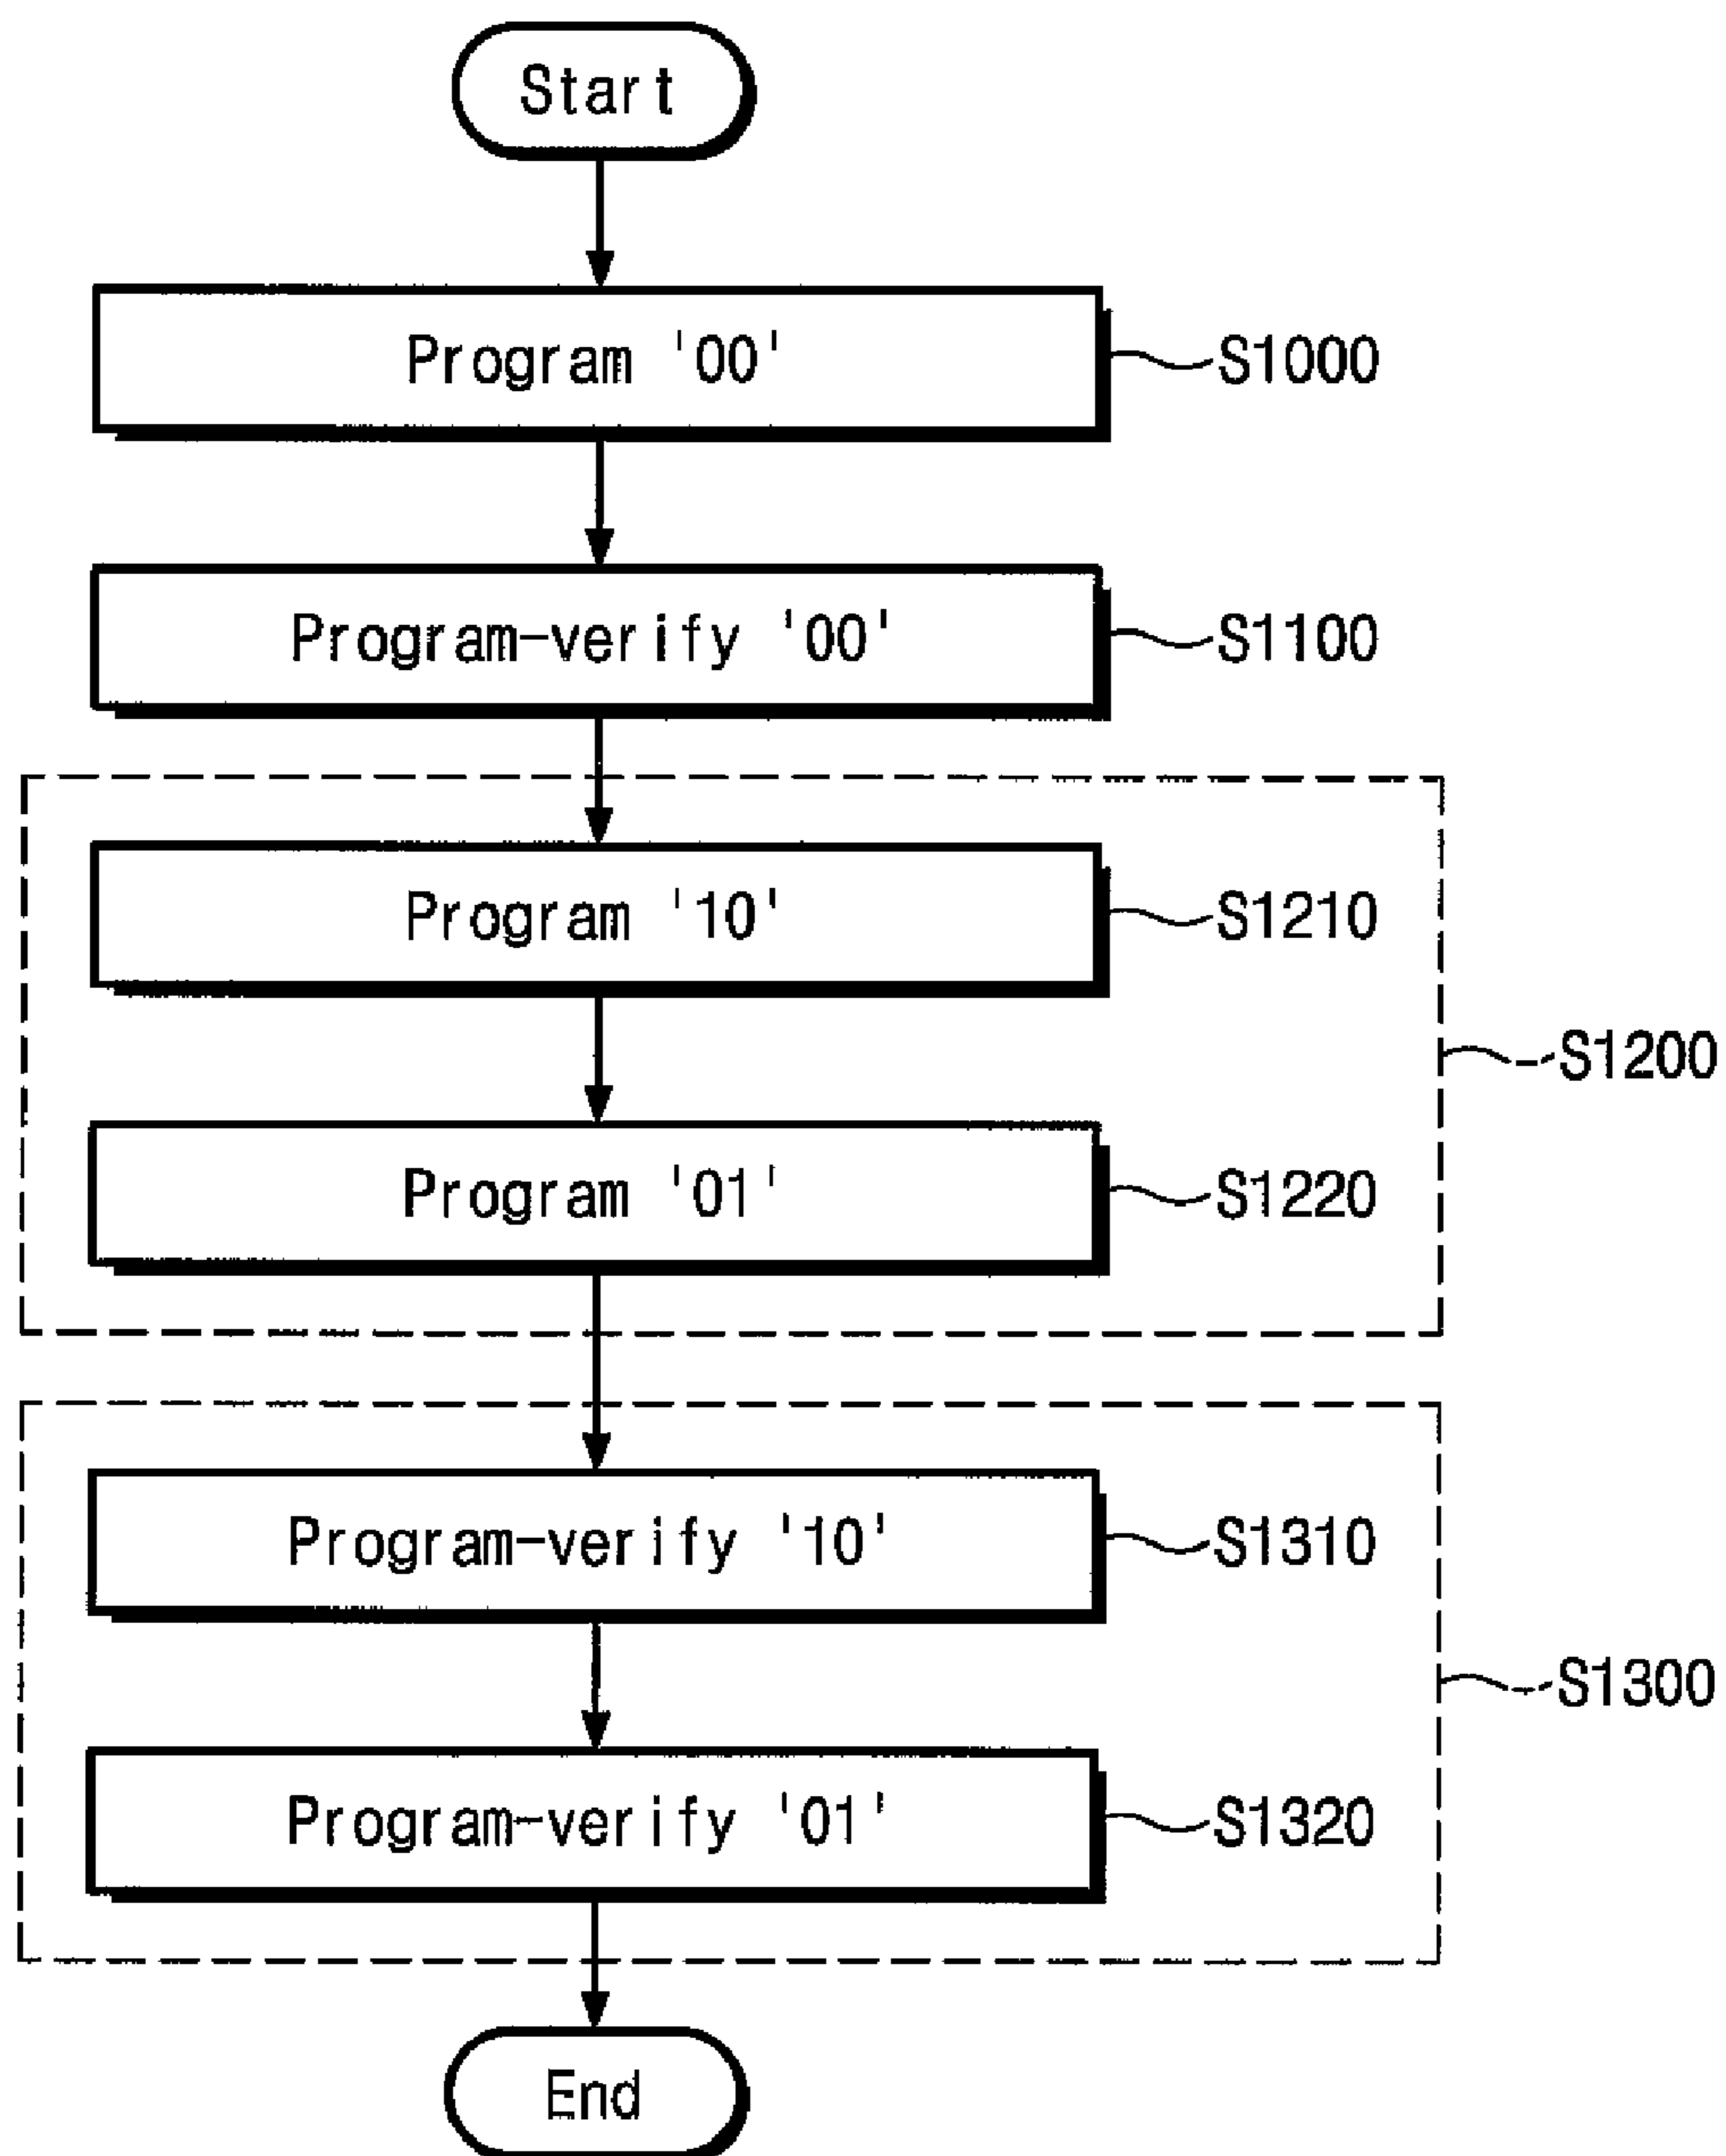 Start
Program '00'
S1000
Program-verify '00'
S1100
Program '10'
S1210
S1200
Program '01'
S1220
Program-verify '10'
S1310
S1300
Program-verify '01'
S1320
End